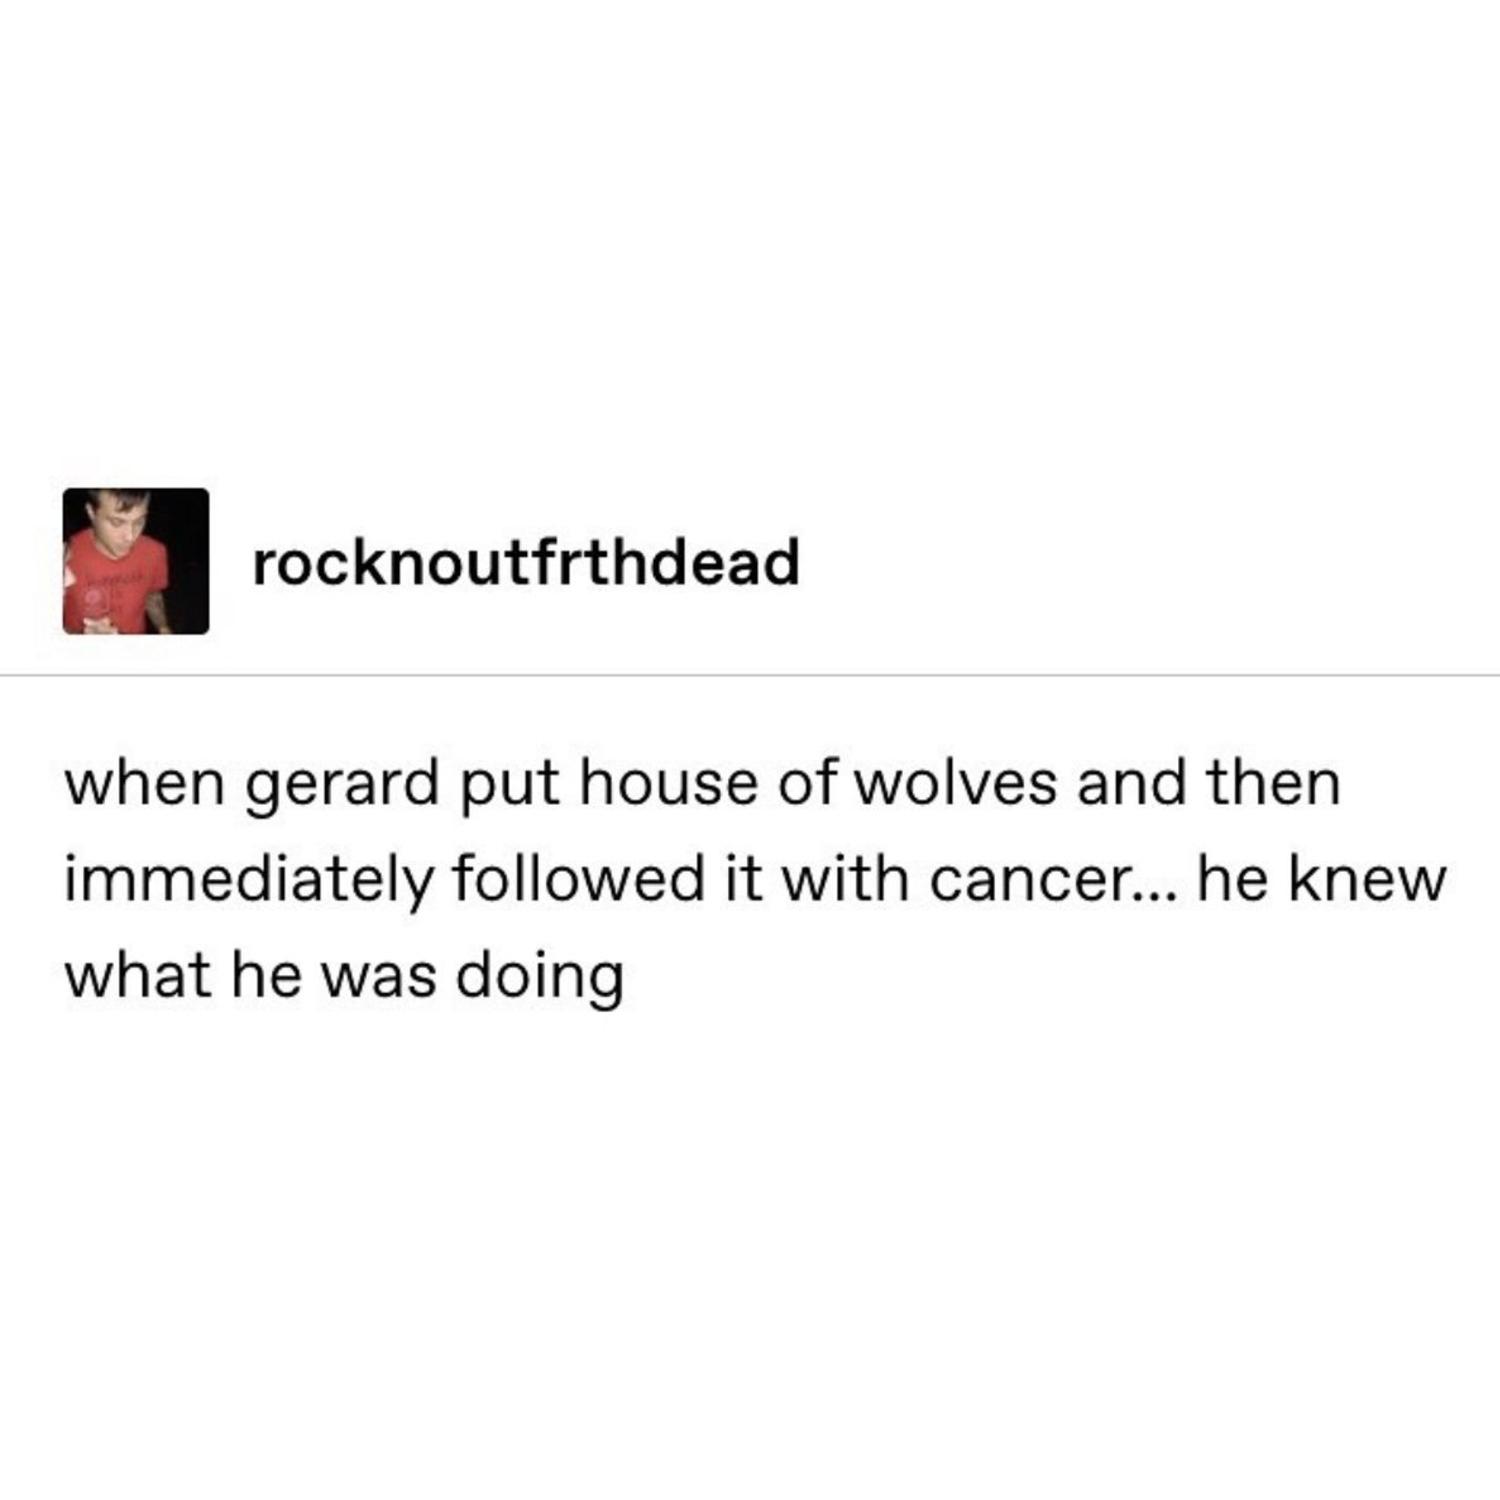 rocknoutfrthdead
when gerard put house of wolves and then
immediately followed it with cancer... he knew
what he was doing